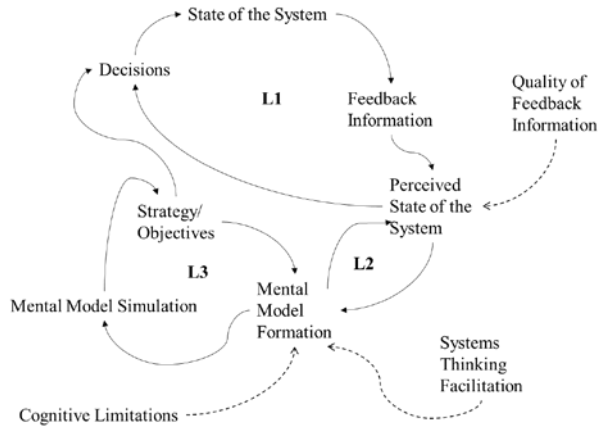 State of the System
Decisions
L1
Feedback
Information
Quality of
Feedback
Information
Perceived
State of the
System
Strategy/
Objectives
L3
L2
Mental Model Simulation
Mental
Model
Formation
Systems
Thinking
Facilitation
Cognitive Limitations